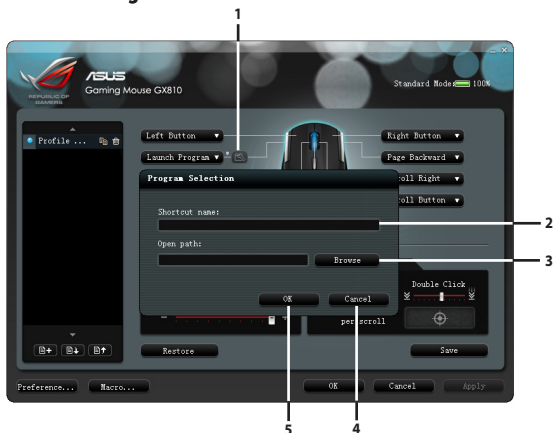 1
ASUS
Gaming Mouse GX810
REPUBLIC OF
GAMERS
Standard Mode 100%
Profile ...
Left Button
Right Button
Launch Program
Page Backward
Program Selection
roll Right
roll Button
Shortcut name:
2
Open path:
Browse
3
Double Click
OK
Cancel
per scroll
Restore
Save
Preference...
Macro...
OK
Cancel
Apply
5
4